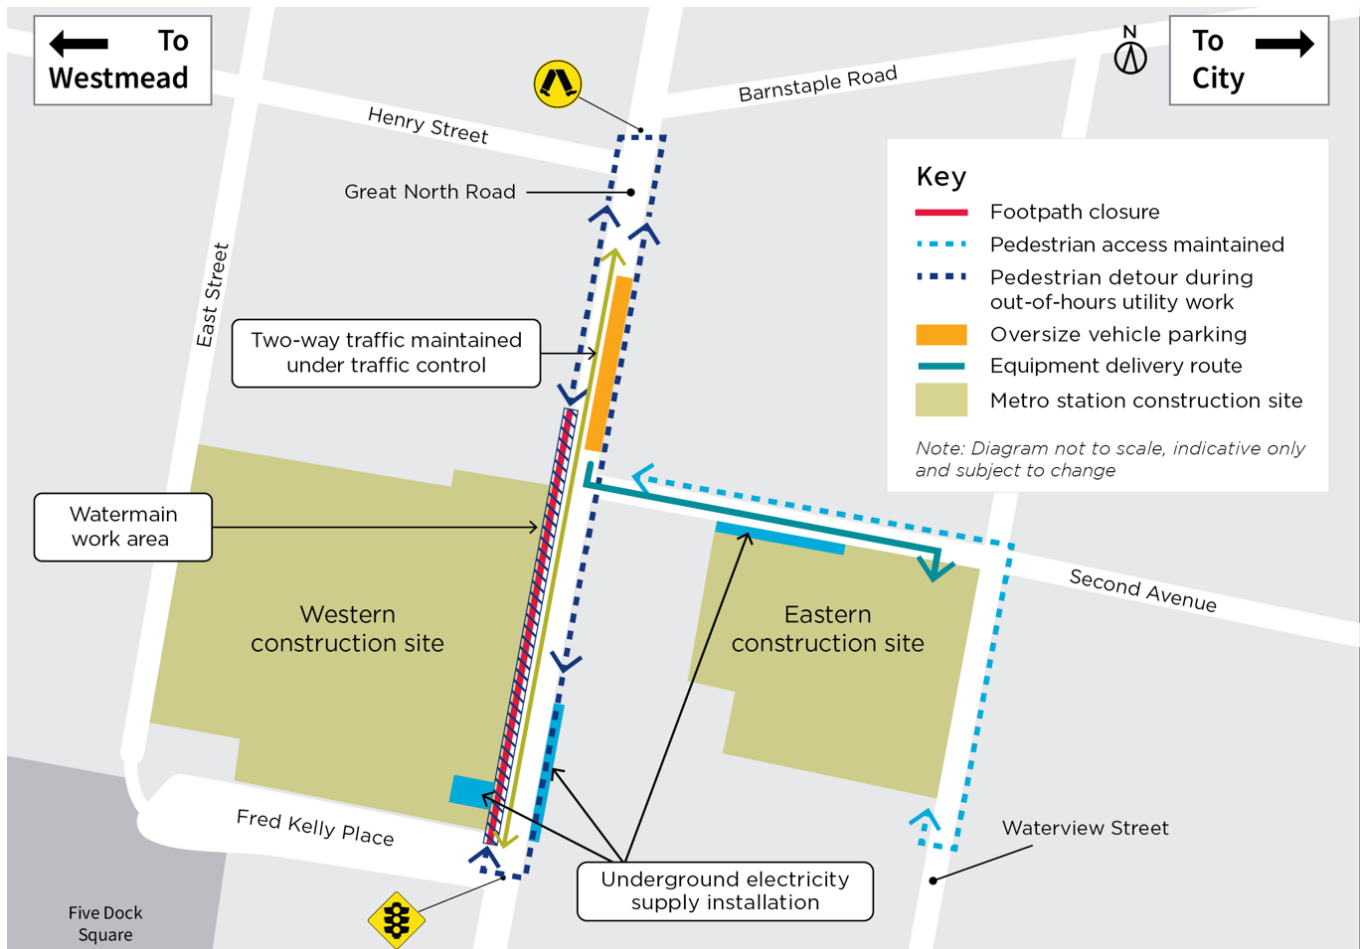 To
Westmead
N
To
City
Barnstaple Road
Henry Street
Great North Road
Key
Footpath closure
Pedestrian access maintained
Pedestrian detour during
out-of-hours utility work
Oversize vehicle parking
Equipment delivery route
Metro station construction site
Note: Diagram not to scale, indicative only
and subject to change
East Street
Two-way traffic maintained
under traffic control
Watermain
work area
Western
construction site
Eastern
construction site
Second Avenue
Fred Kelly Place
Waterview Street
Underground electricity
supply installation
Five Dock
Square